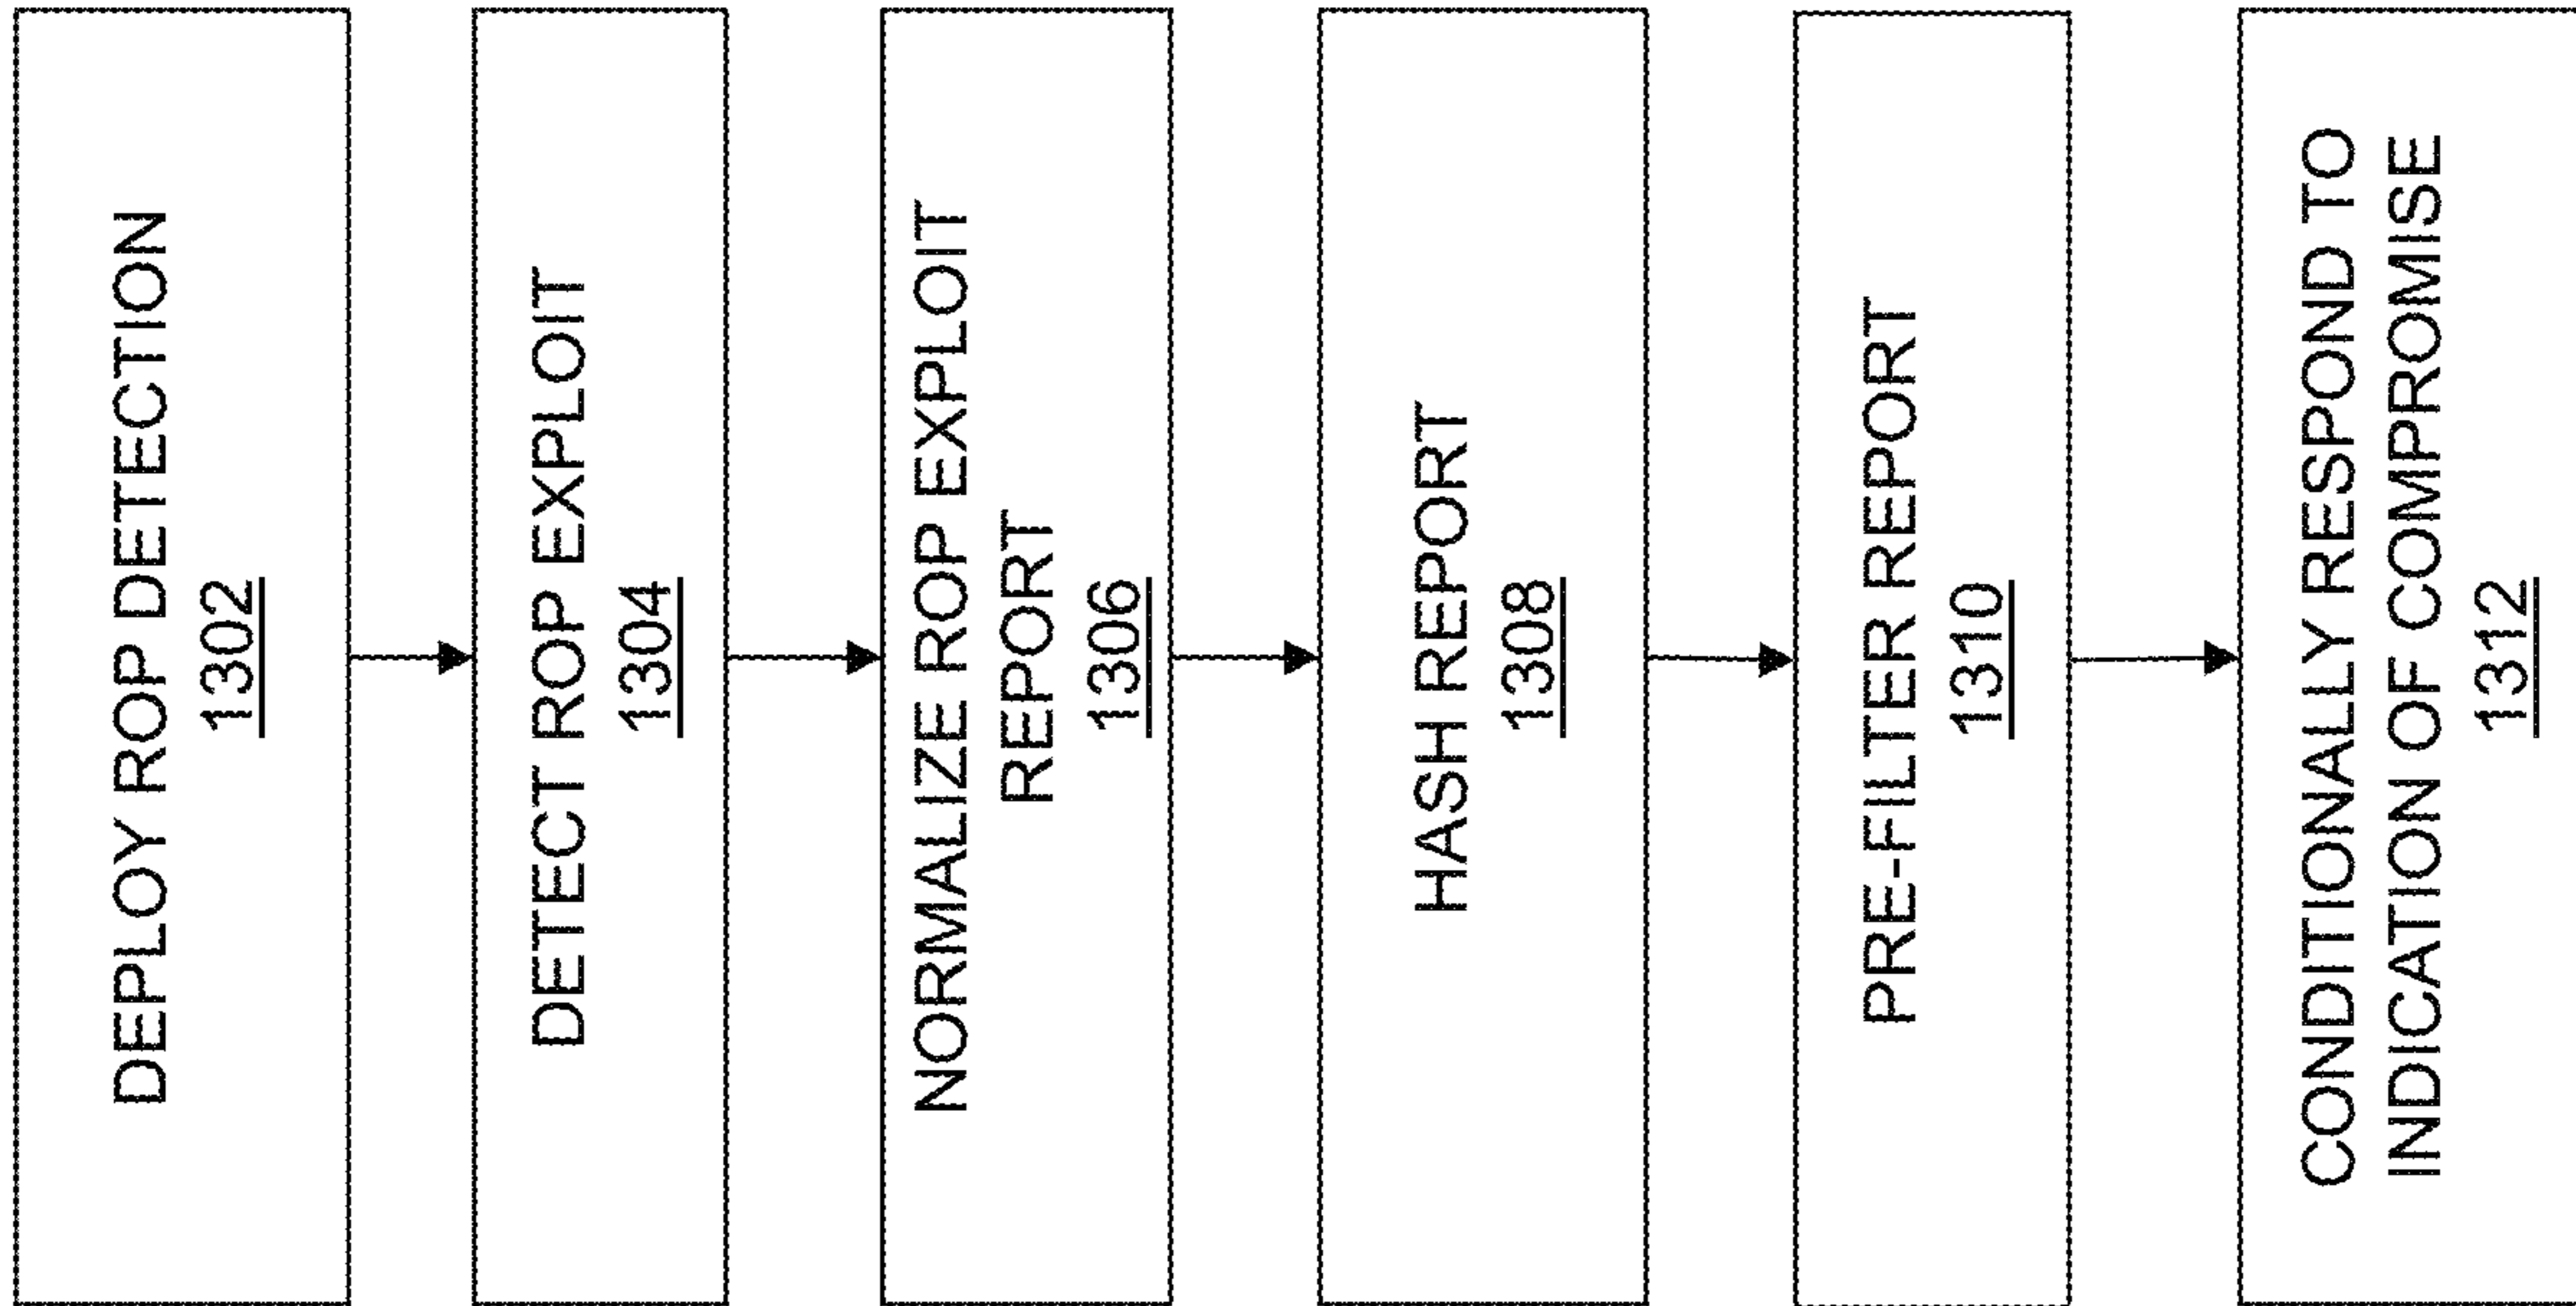 DEPLOY ROP DETECTION
1302
DETECT ROP EXPLOIT
1304
NORMALIZE ROP EXPLOIT
REPORT
1306
HASH REPORT
1308
PRE-FILTER REPORT
1310
CONDITIONALLY RESPOND TO
INDICATION OF COMPROMISE
1312